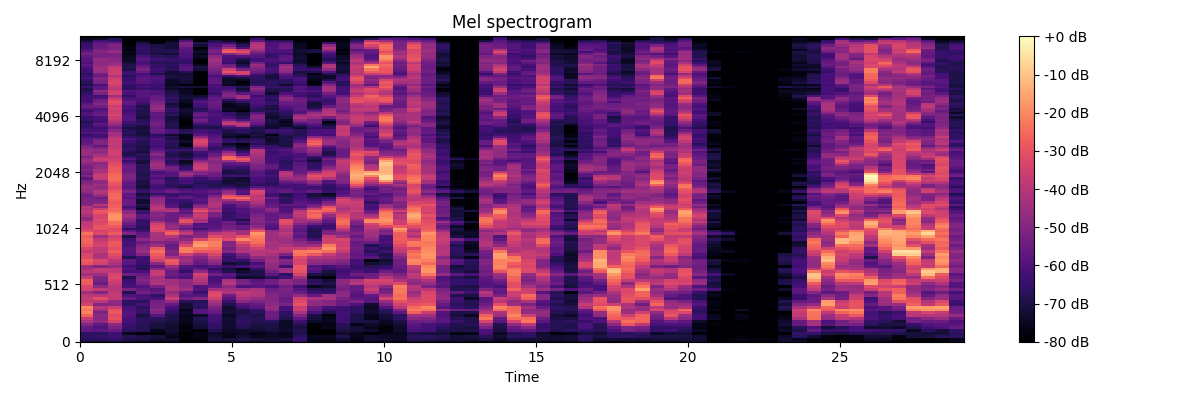 Mel spectrogram
8192
4096
2048
1024
512
0
Hz
0 5 10 15 20 25
Time
+0 dB
-10 dB
-20 dB
-30 dB
-40 dB
-50 dB
-60 dB
-70 dB
-80 dB